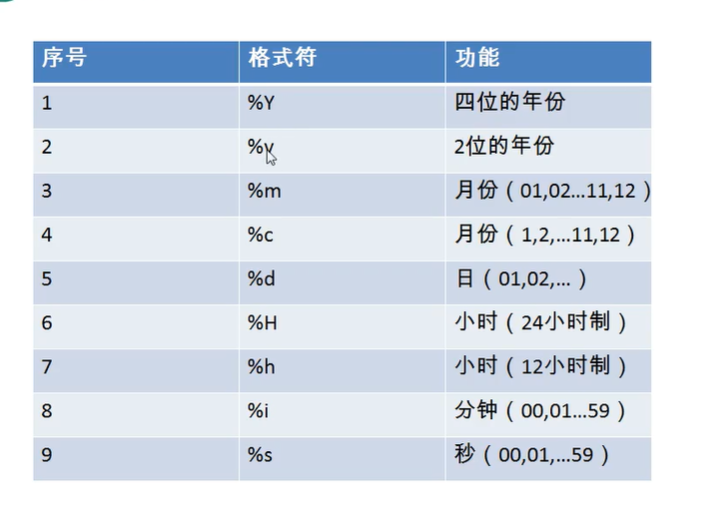 序号 格式符 功能
1 %Y 四位的年份
2 %y 2位的年份
3 %m 月份（01,02…11,12）
4 %c 月份（1,2,…11,12）
5 %d 日（01,02,…）
6 %H 小时（24小时制）
7 %h 小时（12小时制）
8 %i 分钟（00,01…59）
9 %s 秒（00,01,…59）